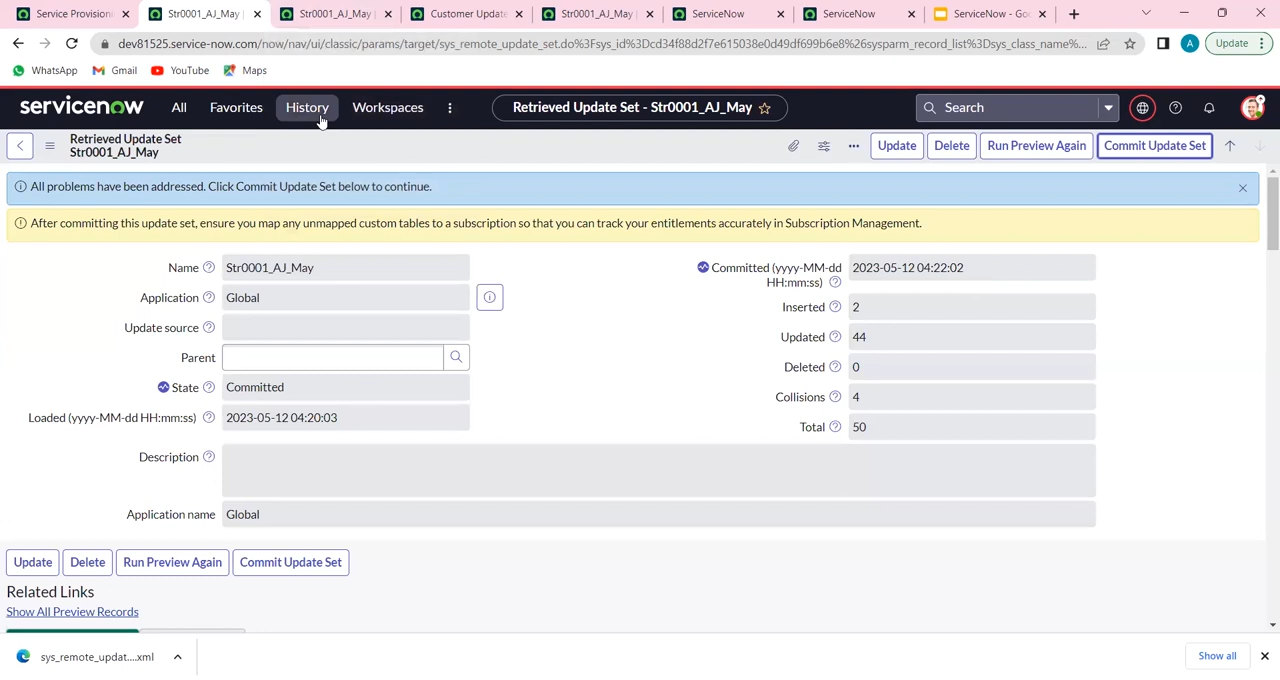 Service Provisioni
Str0001_AJ_May |
Str0001_AJ_May |
Customer Update
Str0001_AJ_May |
ServiceNow
ServiceNow
ServiceNow - Goo
dev81525.service-now.com/now/nav/ui/classic/params/target/sys_remote_update_set.do%3Fsys_id%3Dcd34f88d2f7e615038e0d49df699b6e8%26sysparm_record_list%3Dsys_class_name%...
A
Update
WhatsApp
Gmail
YouTube
Maps
servicenow
All
Favorites
History
Workspaces
Retrieved Update Set - Str0001_AJ_May
Search
Retrieved Update Set
Str0001_AJ_May
Update
Delete
Run Preview Again
Commit Update Set
All problems have been addressed. Click Commit Update Set below to continue.
After committing this update set, ensure you map any unmapped custom tables to a subscription so that you can track your entitlements accurately in Subscription Management.
Name Str0001_AJ_May
Application Global
Update source
Parent
State Committed
Loaded (yyyy-MM-dd HH:mm:ss) 2023-05-12 04:20:03
Committed (yyyy-MM-dd HH:mm:ss) 2023-05-12 04:22:02
Inserted 2
Updated 44
Deleted 0
Collisions 4
Total 50
Description
Application name Global
Update
Delete
Run Preview Again
Commit Update Set
Related Links
Show All Preview Records
sys_remote_updat....xml
Show all